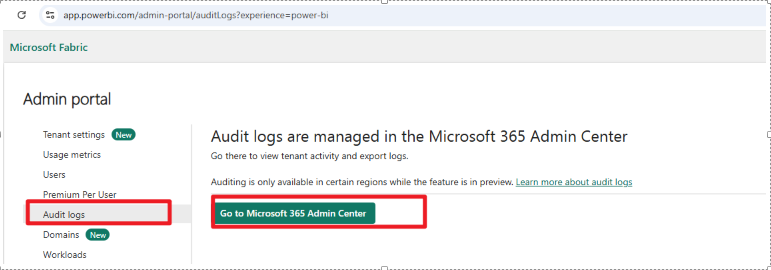 app.powerbi.com/admin-portal/auditLogs?experience=power-bi
Microsoft Fabric
Admin portal
Tenant settings New
Usage metrics
Users
Premium Per User
Audit logs
Domains New
Workloads
Audit logs are managed in the Microsoft 365 Admin Center
Go there to view tenant activity and export logs.
Auditing is only available in certain regions while the feature is in preview. Learn more about audit logs
Go to Microsoft 365 Admin Center